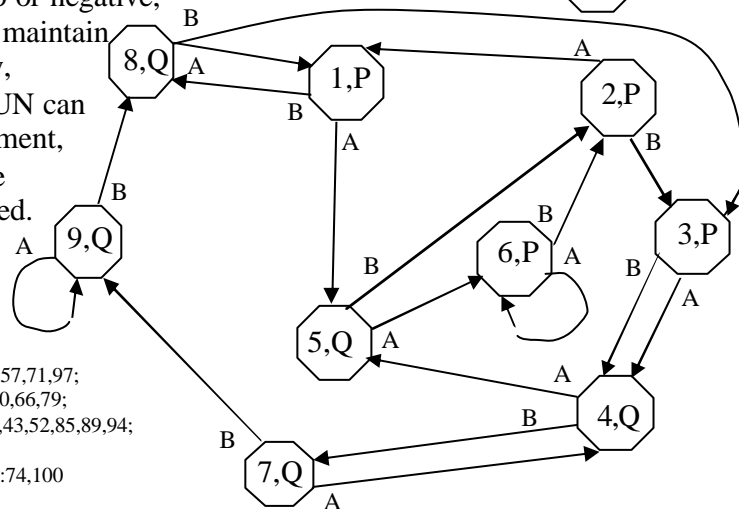 o or negative,
maintain
B
8,Q
A
1,P
A
2,P
UN can
B
ment,
A
B
e
B
ed.
A
9,Q
B
6,P
A
3,P
B
B
A
5,Q
A
57,71,97;
A
0,66,79;
4,Q
,43,52,85,89,94;
B
B
7,Q
:74,100
A